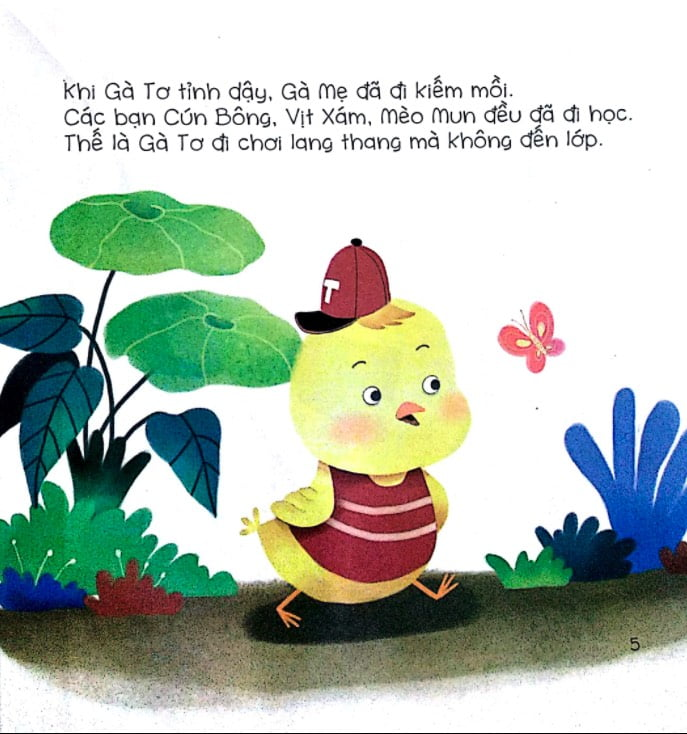 Khi Gà Tơ tỉnh dậy, Gà Mẹ đã đi kiếm mồi.
Các bạn Cún Bông, Vịt Xám, Mèo Mun đều đã đi học.
Thế là Gà Tơ đi chơi lang thang mà không đến lớp.
T
5